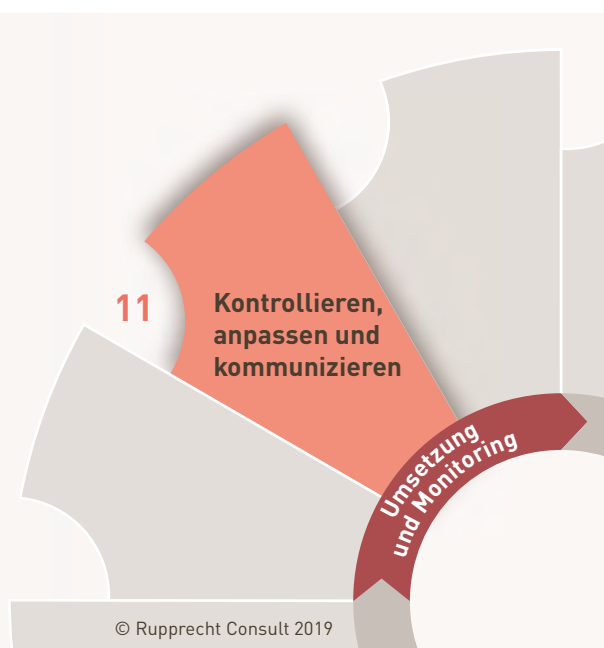 11
Kontrollieren,
anpassen und
kommunizieren
Umsetzung
und Monitoring
© Rupprecht Consult 2019